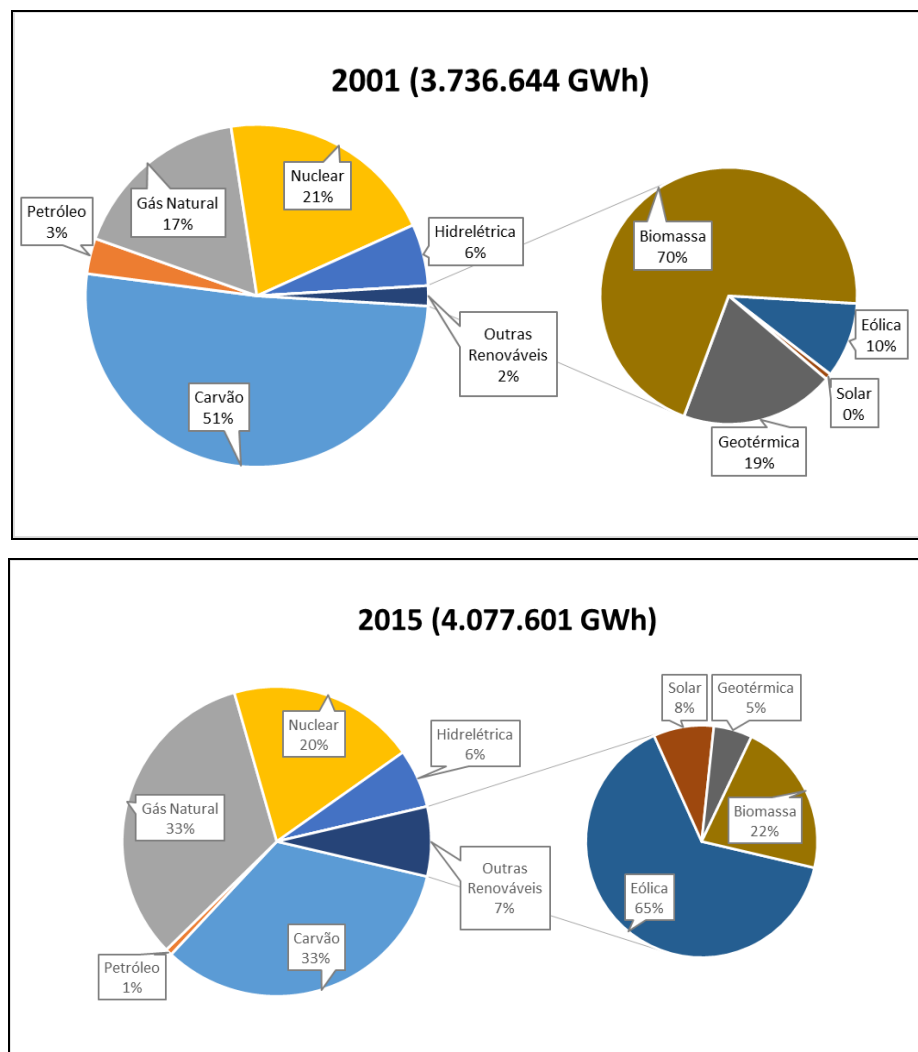 2001 (3.736.644 GWh)
Nuclear
21%
Gás Natural
17%
Petróleo
3%
Hidrelétrica
6%
Outras
Renováveis
2%
Carvão
51%
Biomassa
70%
Eólica
10%
Solar
0%
Geotérmica
19%
2015 (4.077.601 GWh)
Nuclear
20%
Hidrelétrica
6%
Gás Natural
33%
Outras
Renováveis
7%
Carvão
33%
Petróleo
1%
Solar
8%
Geotérmica
5%
Biomassa
22%
Eólica
65%